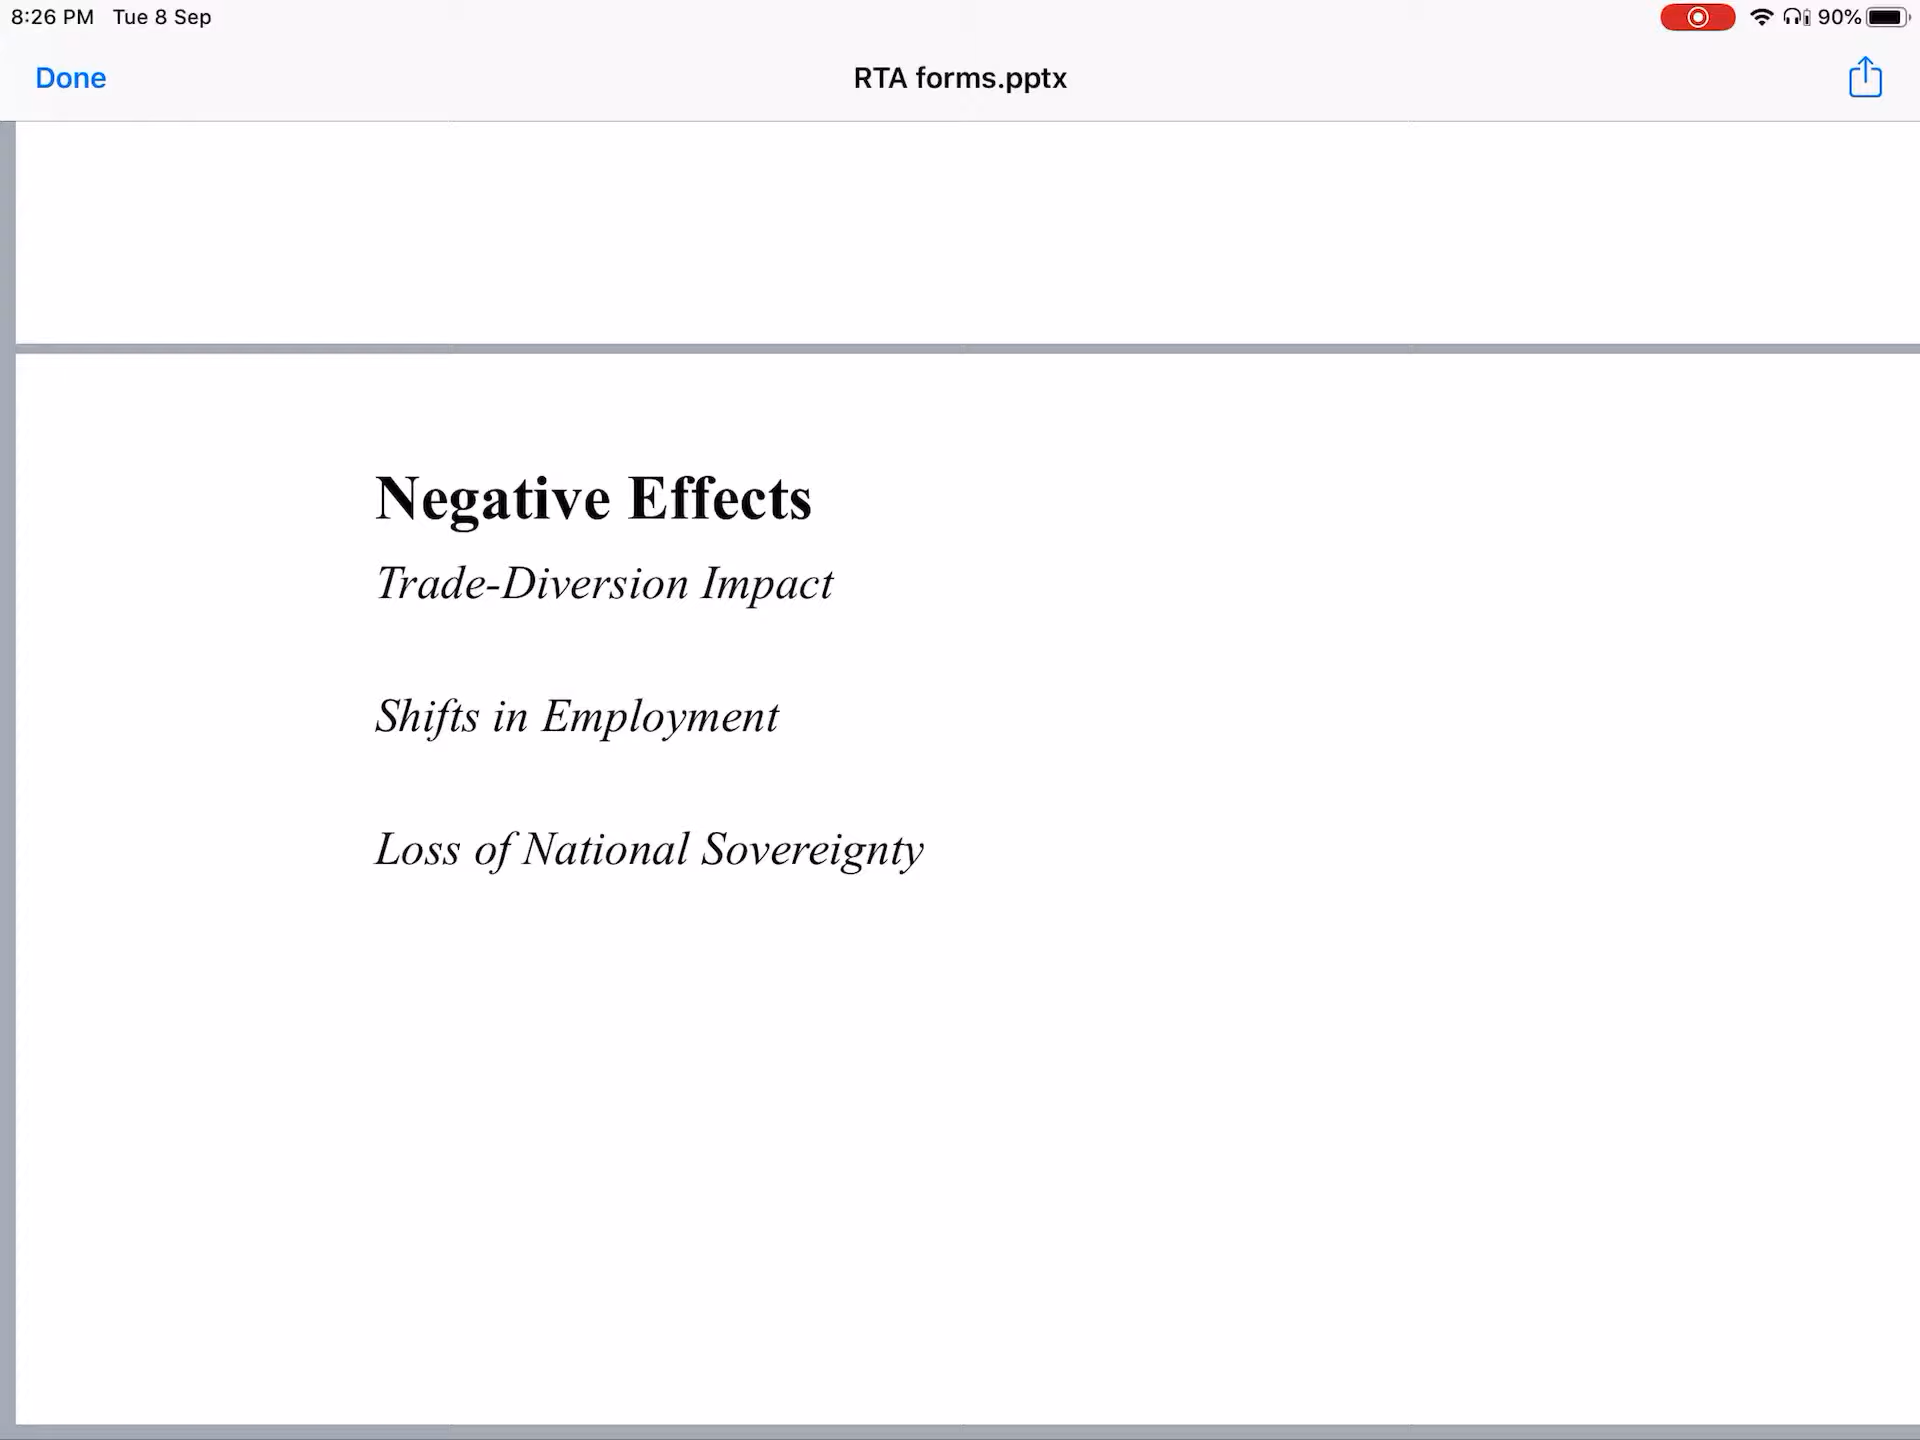 8:26 PM Tue 8 Sep
90%
Done
RTA forms.pptx
Negative Effects
Trade-Diversion Impact
Shifts in Employment
Loss of National Sovereignty